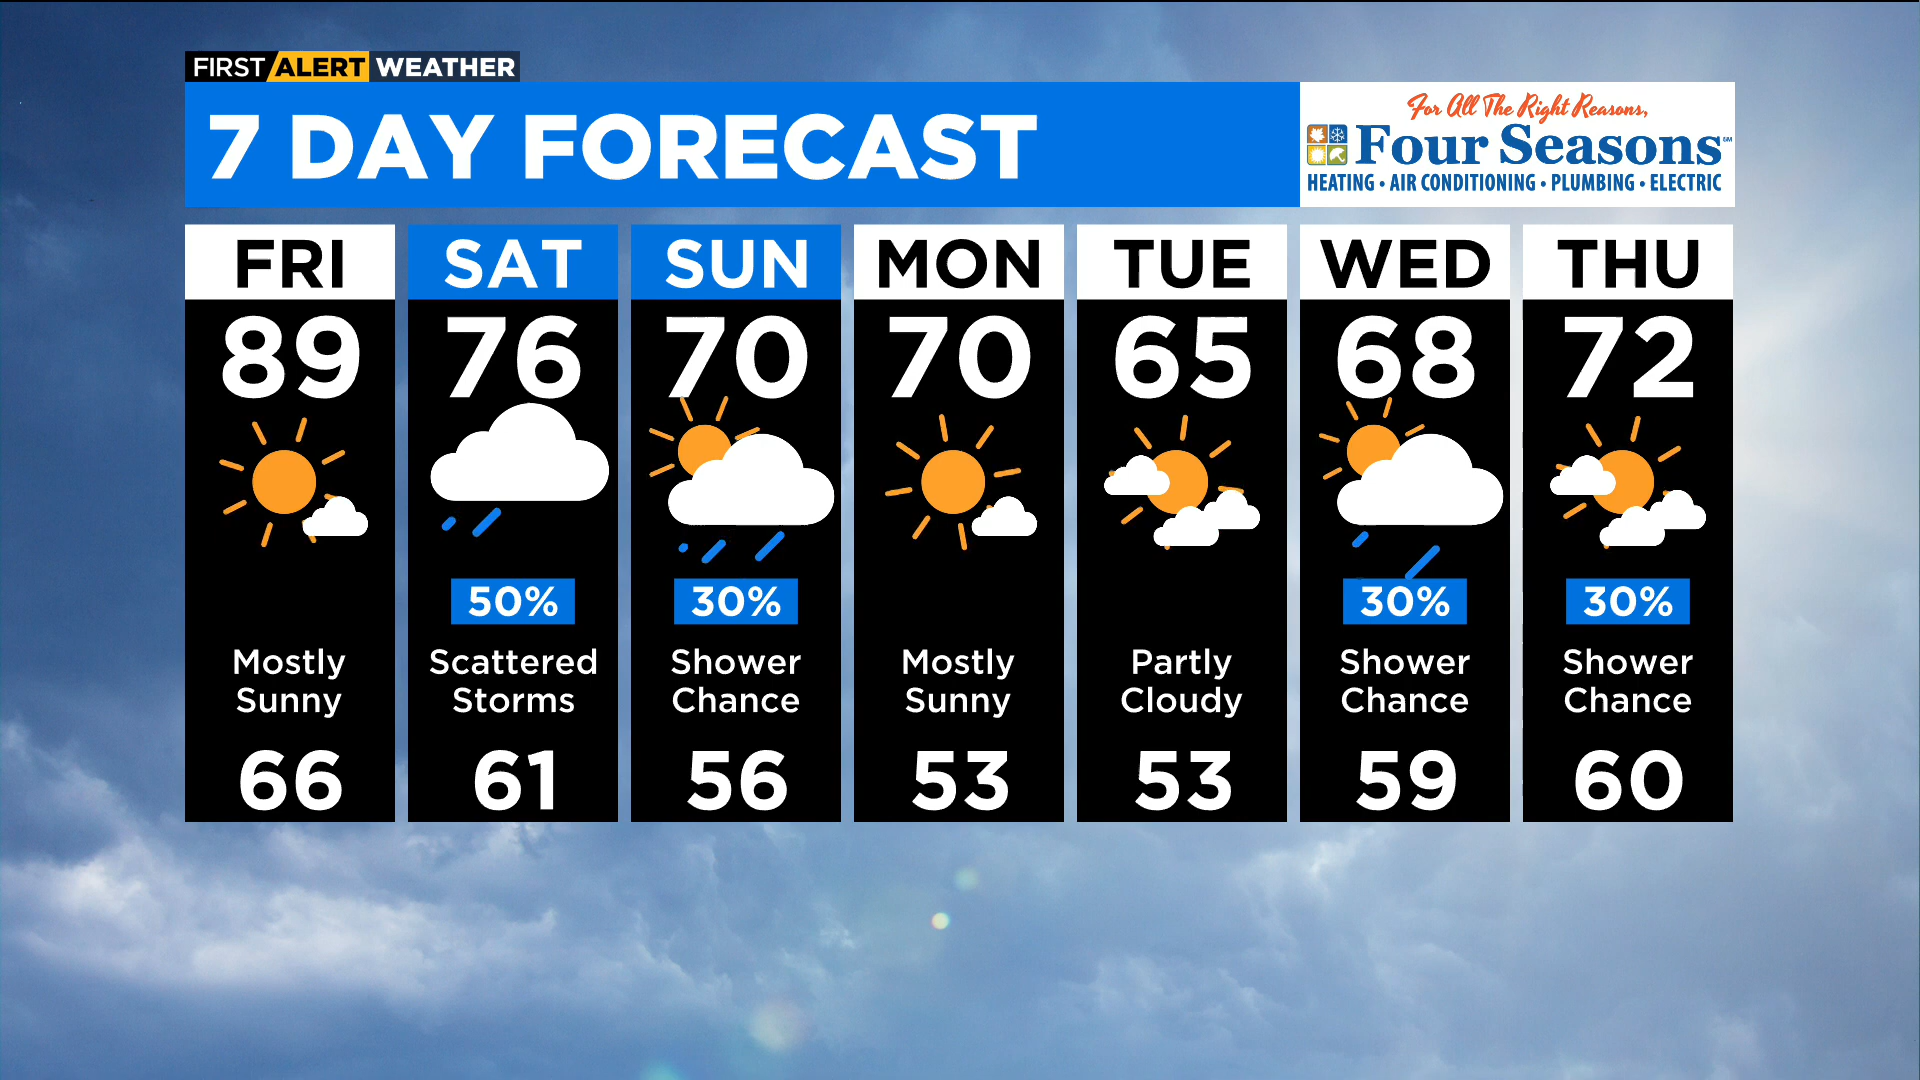 FIRST ALERT WEATHER
7 DAY FORECAST
For All The Right Reasons,
Four Seasons℠
HEATING • AIR CONDITIONING • PLUMBING • ELECTRIC
FRI SAT SUN MON TUE WED THU
89 76 70 70 65 68 72
50% 30% 30% 30%
Mostly Scattered Shower Mostly Partly Shower Shower
Sunny Storms Chance Sunny Cloudy Chance Chance
66 61 56 53 53 59 60